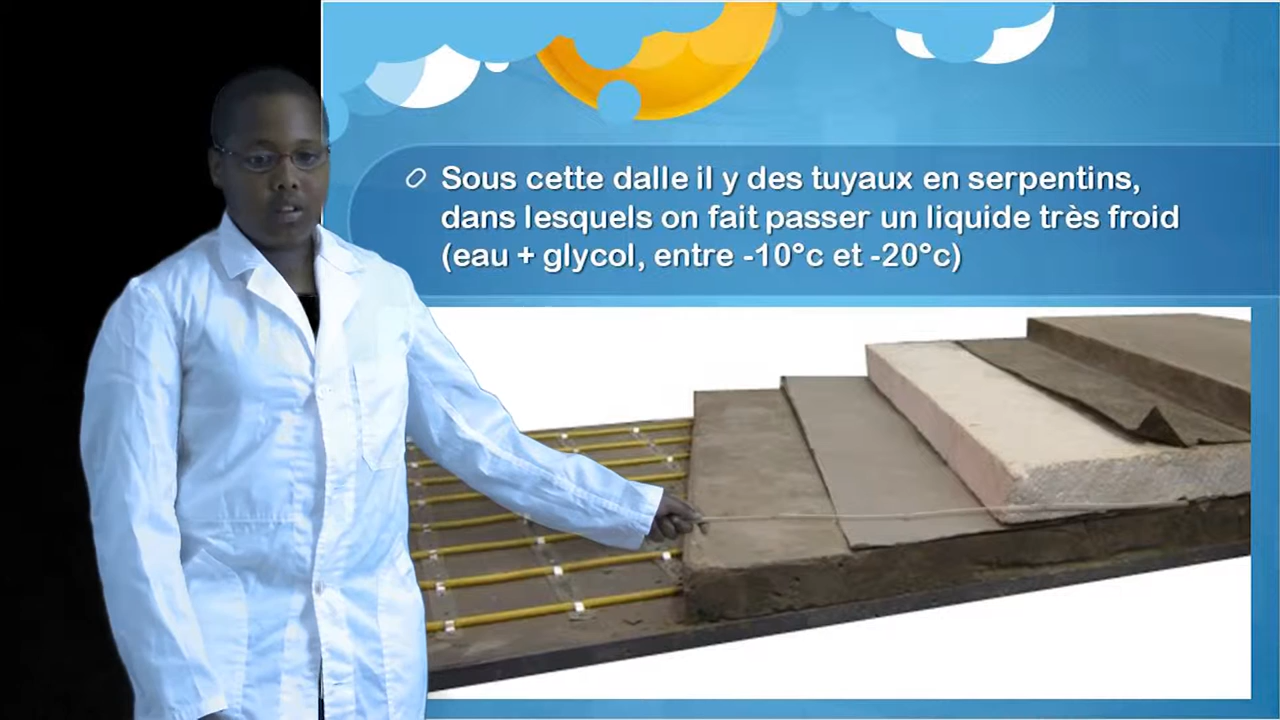 Sous cette dalle il y des tuyaux en serpentins,
dans lesquels on fait passer un liquide très froid
(eau + glycol, entre -10°c et -20°c)